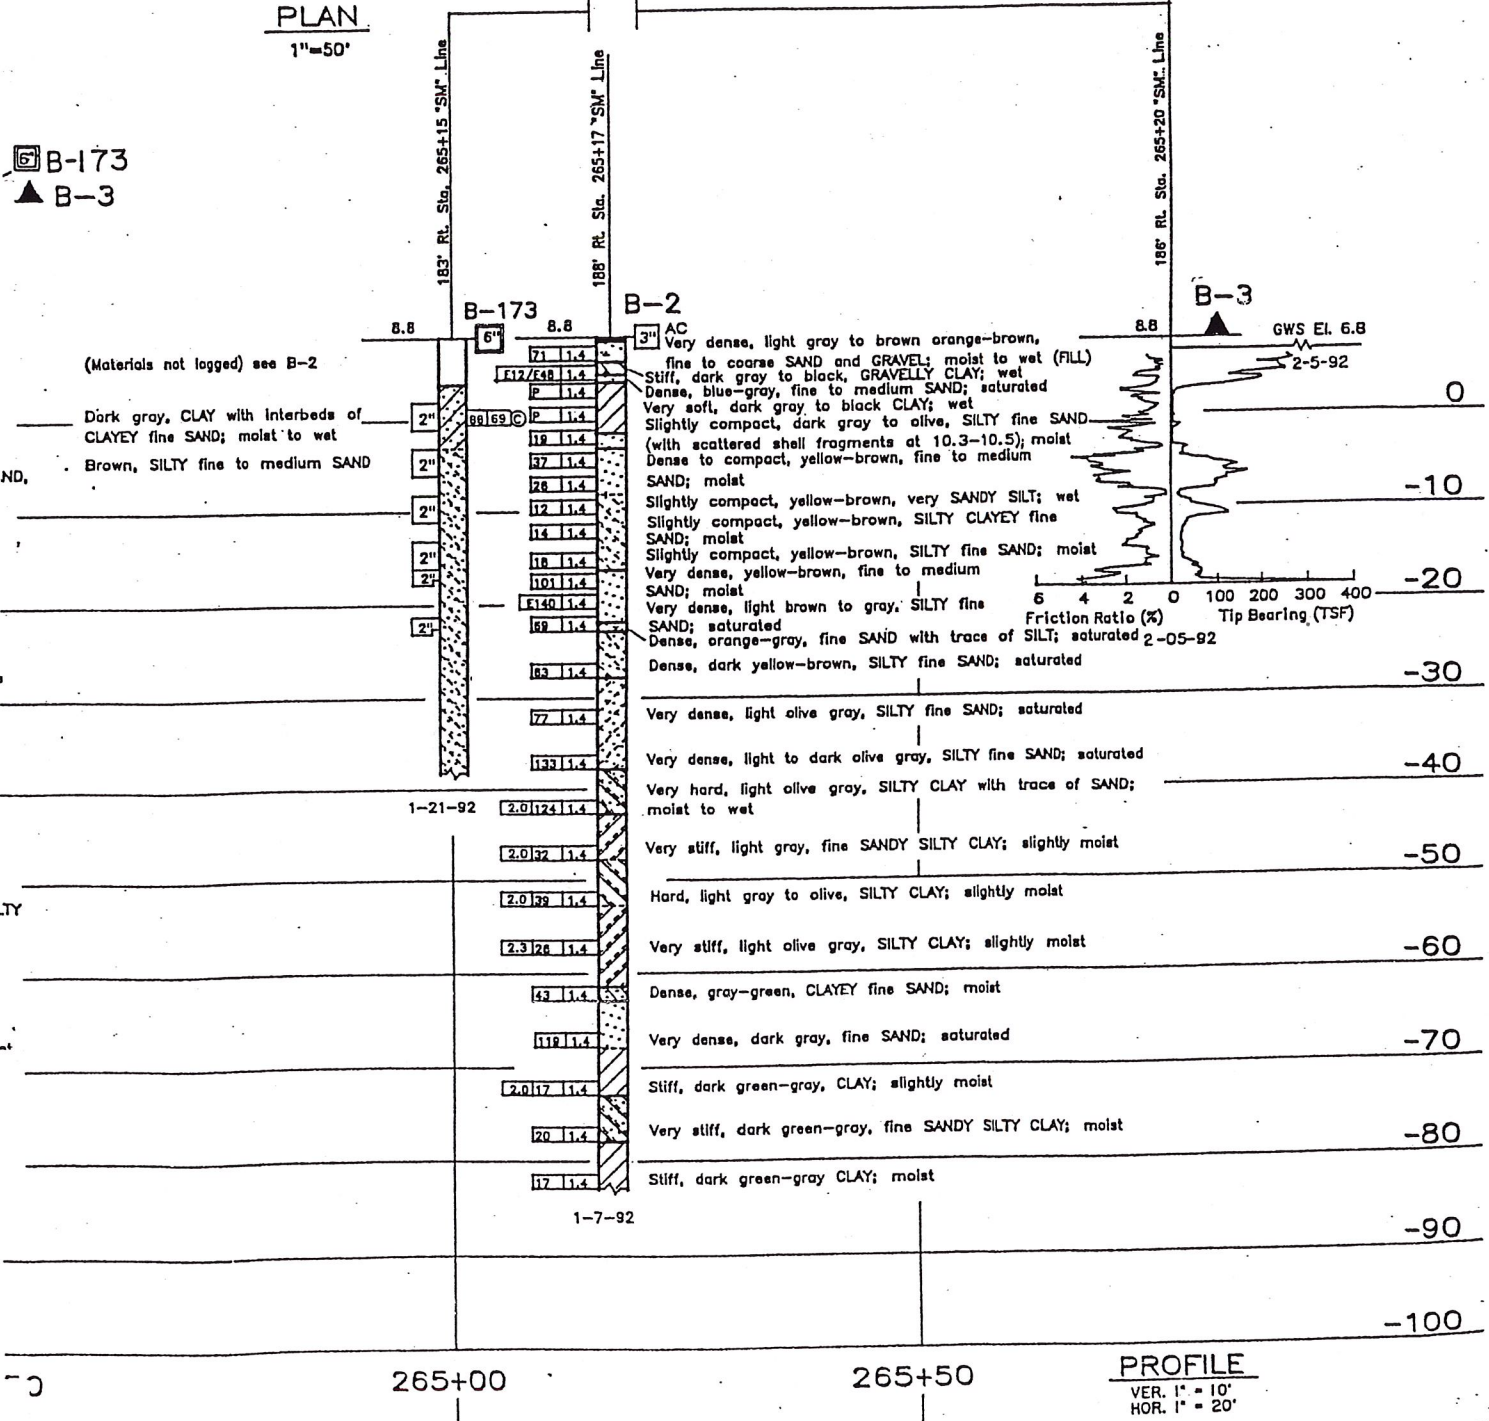 PLAN
1"=50'
6" B-173
B-3
183' Rt. Sta. 265+15 "SM" Line
188' Rt. Sta. 265+17 "SM" Line
186' Rt. Sta. 265+20 "SM" Line
B-173
B-2
B-3
8.8
6"
8.8
3"
AC
8.8
GWS El. 6.8
2-5-92
(Materials not logged) see B-2
Dark gray, CLAY with interbeds of
CLAYEY fine SAND; moist to wet
Brown, SILTY fine to medium SAND
ND,
LTY
2"
2"
2"
2"
2"
2"
88 69 C
1-21-92
71 1.4
E12/E48 1.4
P 1.4
P 1.4
19 1.4
37 1.4
26 1.4
12 1.4
14 1.4
18 1.4
101 1.4
E140 1.4
69 1.4
63 1.4
77 1.4
133 1.4
2.0 124 1.4
2.0 32 1.4
2.0 39 1.4
2.3 26 1.4
43 1.4
119 1.4
2.0 17 1.4
20 1.4
17 1.4
1-7-92
Very dense, light gray to brown orange-brown,
fine to coarse SAND and GRAVEL; moist to wet (FILL)
Stiff, dark gray to black, GRAVELLY CLAY; wet
Dense, blue-gray, fine to medium SAND; saturated
Very soft, dark gray to black CLAY; wet
Slightly compact, dark gray to olive, SILTY fine SAND
(with scattered shell fragments at 10.3-10.5); moist
Dense to compact, yellow-brown, fine to medium
SAND; moist
Slightly compact, yellow-brown, very SANDY SILT; wet
Slightly compact, yellow-brown, SILTY CLAYEY fine
SAND; moist
Slightly compact, yellow-brown, SILTY fine SAND; moist
Very dense, yellow-brown, fine to medium
SAND; moist
Very dense, light brown to gray, SILTY fine
SAND; saturated
Dense, orange-gray, fine SAND with trace of SILT; saturated
Dense, dark yellow-brown, SILTY fine SAND; saturated
Very dense, light olive gray, SILTY fine SAND; saturated
Very dense, light to dark olive gray, SILTY fine SAND; saturated
Very hard, light olive gray, SILTY CLAY with trace of SAND;
moist to wet
Very stiff, light gray, fine SANDY SILTY CLAY; slightly moist
Hard, light gray to olive, SILTY CLAY; slightly moist
Very stiff, light olive gray, SILTY CLAY; slightly moist
Dense, gray-green, CLAYEY fine SAND; moist
Very dense, dark gray, fine SAND; saturated
Stiff, dark green-gray, CLAY; slightly moist
Very stiff, dark green-gray, fine SANDY SILTY CLAY; moist
Stiff, dark green-gray CLAY; moist
6 4 2 0 100 200 300 400
Friction Ratio (%) Tip Bearing (TSF)
2-05-92
0
-10
-20
-30
-40
-50
-60
-70
-80
-90
-100
265+00
265+50
PROFILE
VER. 1" = 10'
HOR. 1" = 20'